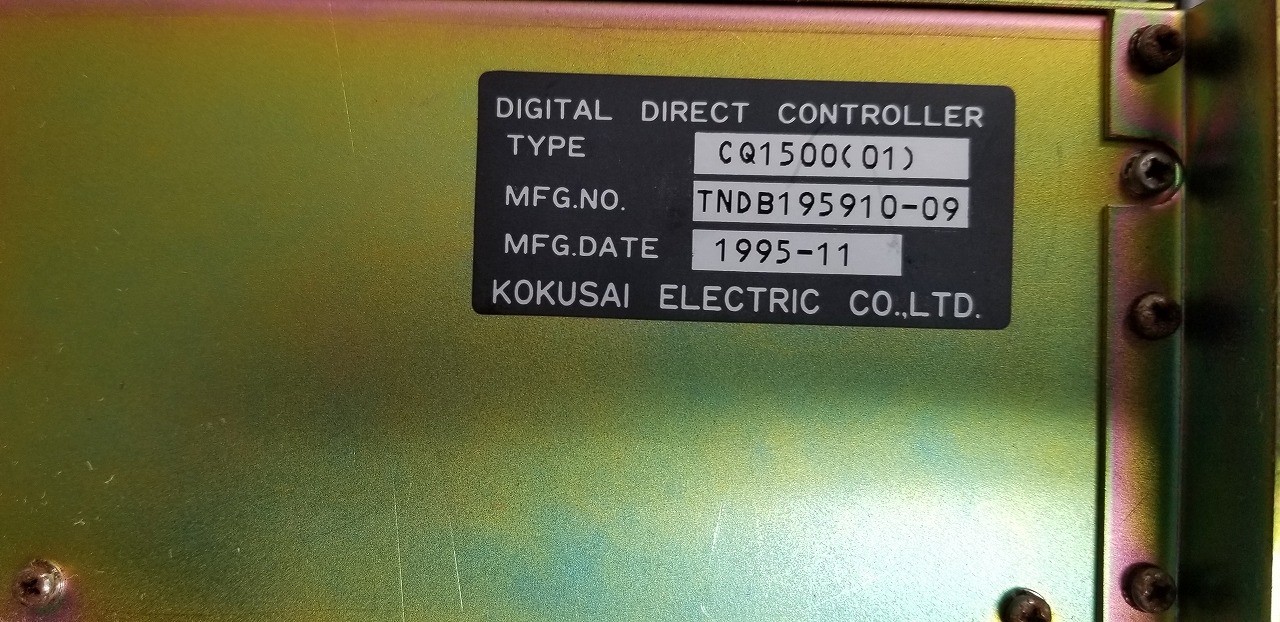 DIGITAL DIRECT CONTROLLER
TYPE CQ1500(01)
MFG.NO. TNDB195910-09
MFG.DATE 1995-11
KOKUSAI ELECTRIC CO.,LTD.